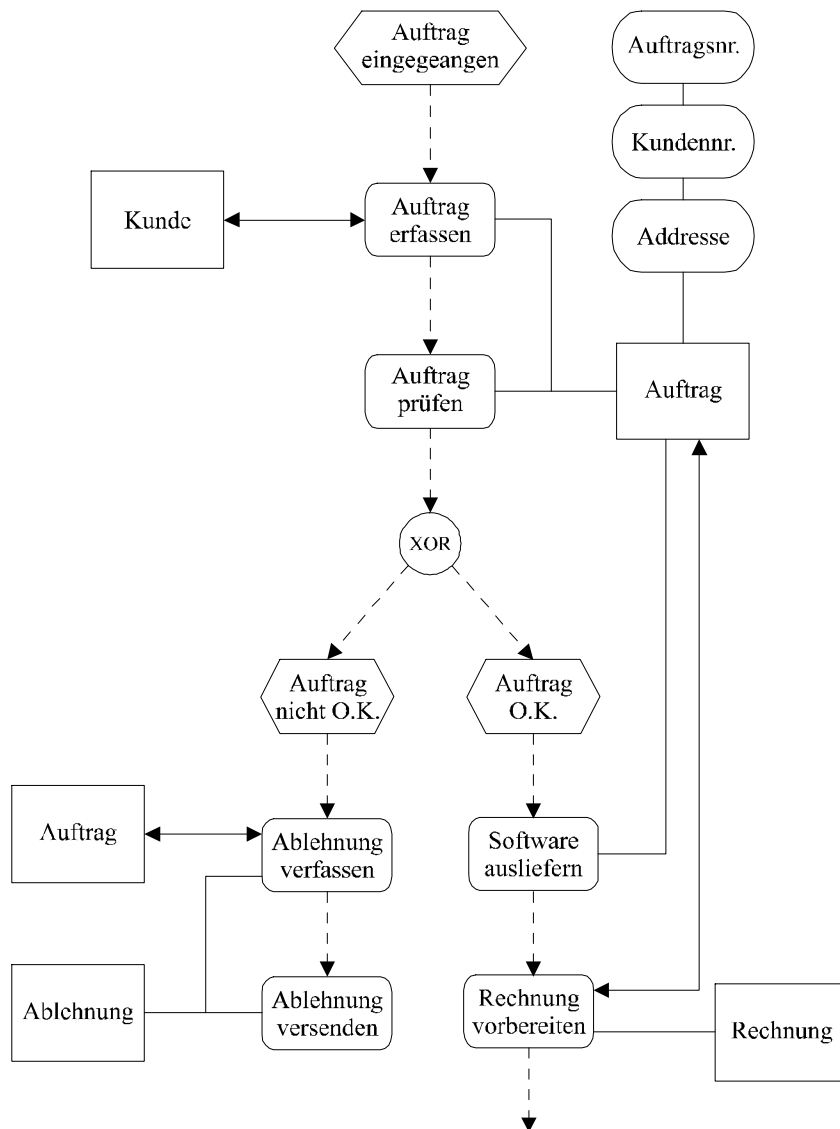 Auftrag
eingegeangen
Auftragsnr.
Kundennr.
Kunde
Auftrag
erfassen
Addresse
Auftrag
prüfen
Auftrag
XOR
Auftrag
nicht O.K.
Auftrag
O.K.
Auftrag
Ablehnung
verfassen
Software
ausliefern
Ablehnung
Ablehnung
versenden
Rechnung
vorbereiten
Rechnung